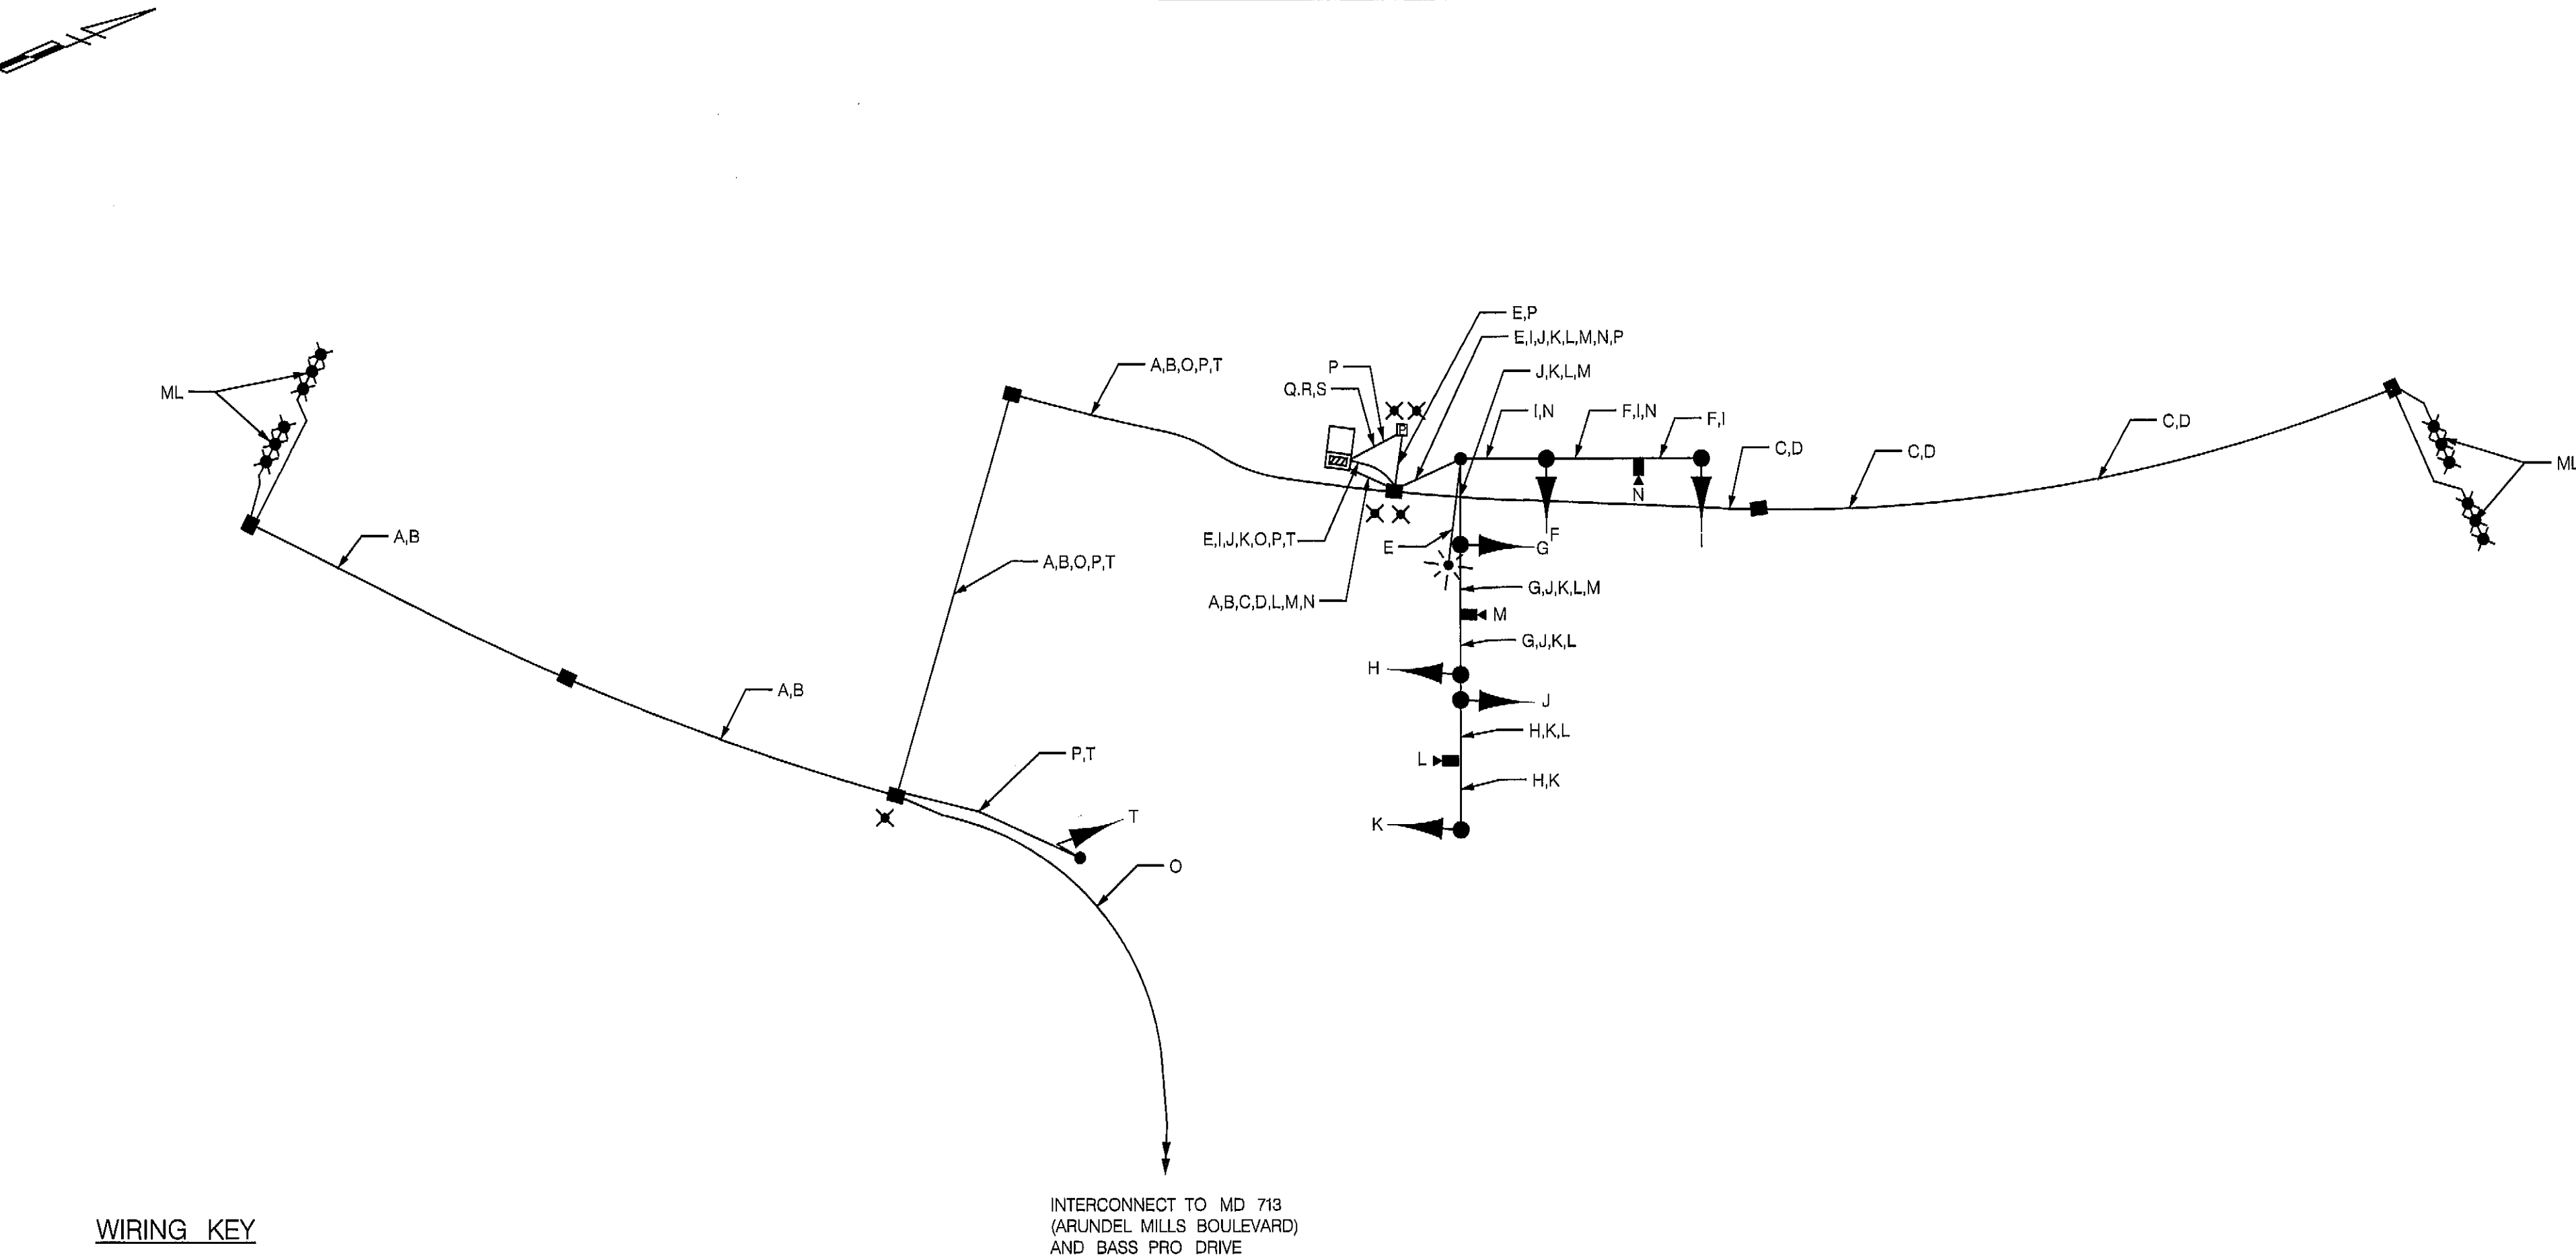 E,P
E,I,J,K,L,M,N,P
A,B,O,P,T
P
J,K,L,M
Q.R,S
ML
I,N
F,I,N
F,I
C,D
C,D
C,D
P
ML
N
A,B
E,I,J,K,O,P,T
E
F
G
I
A,B,O,P,T
A,B,C,D,L,M,N
G,J,K,L,M
M
G,J,K,L
H
A,B
J
H,K,L
P,T
L
H,K
T
K
O
INTERCONNECT TO MD 713
(ARUNDEL MILLS BOULEVARD)
AND BASS PRO DRIVE
WIRING KEY